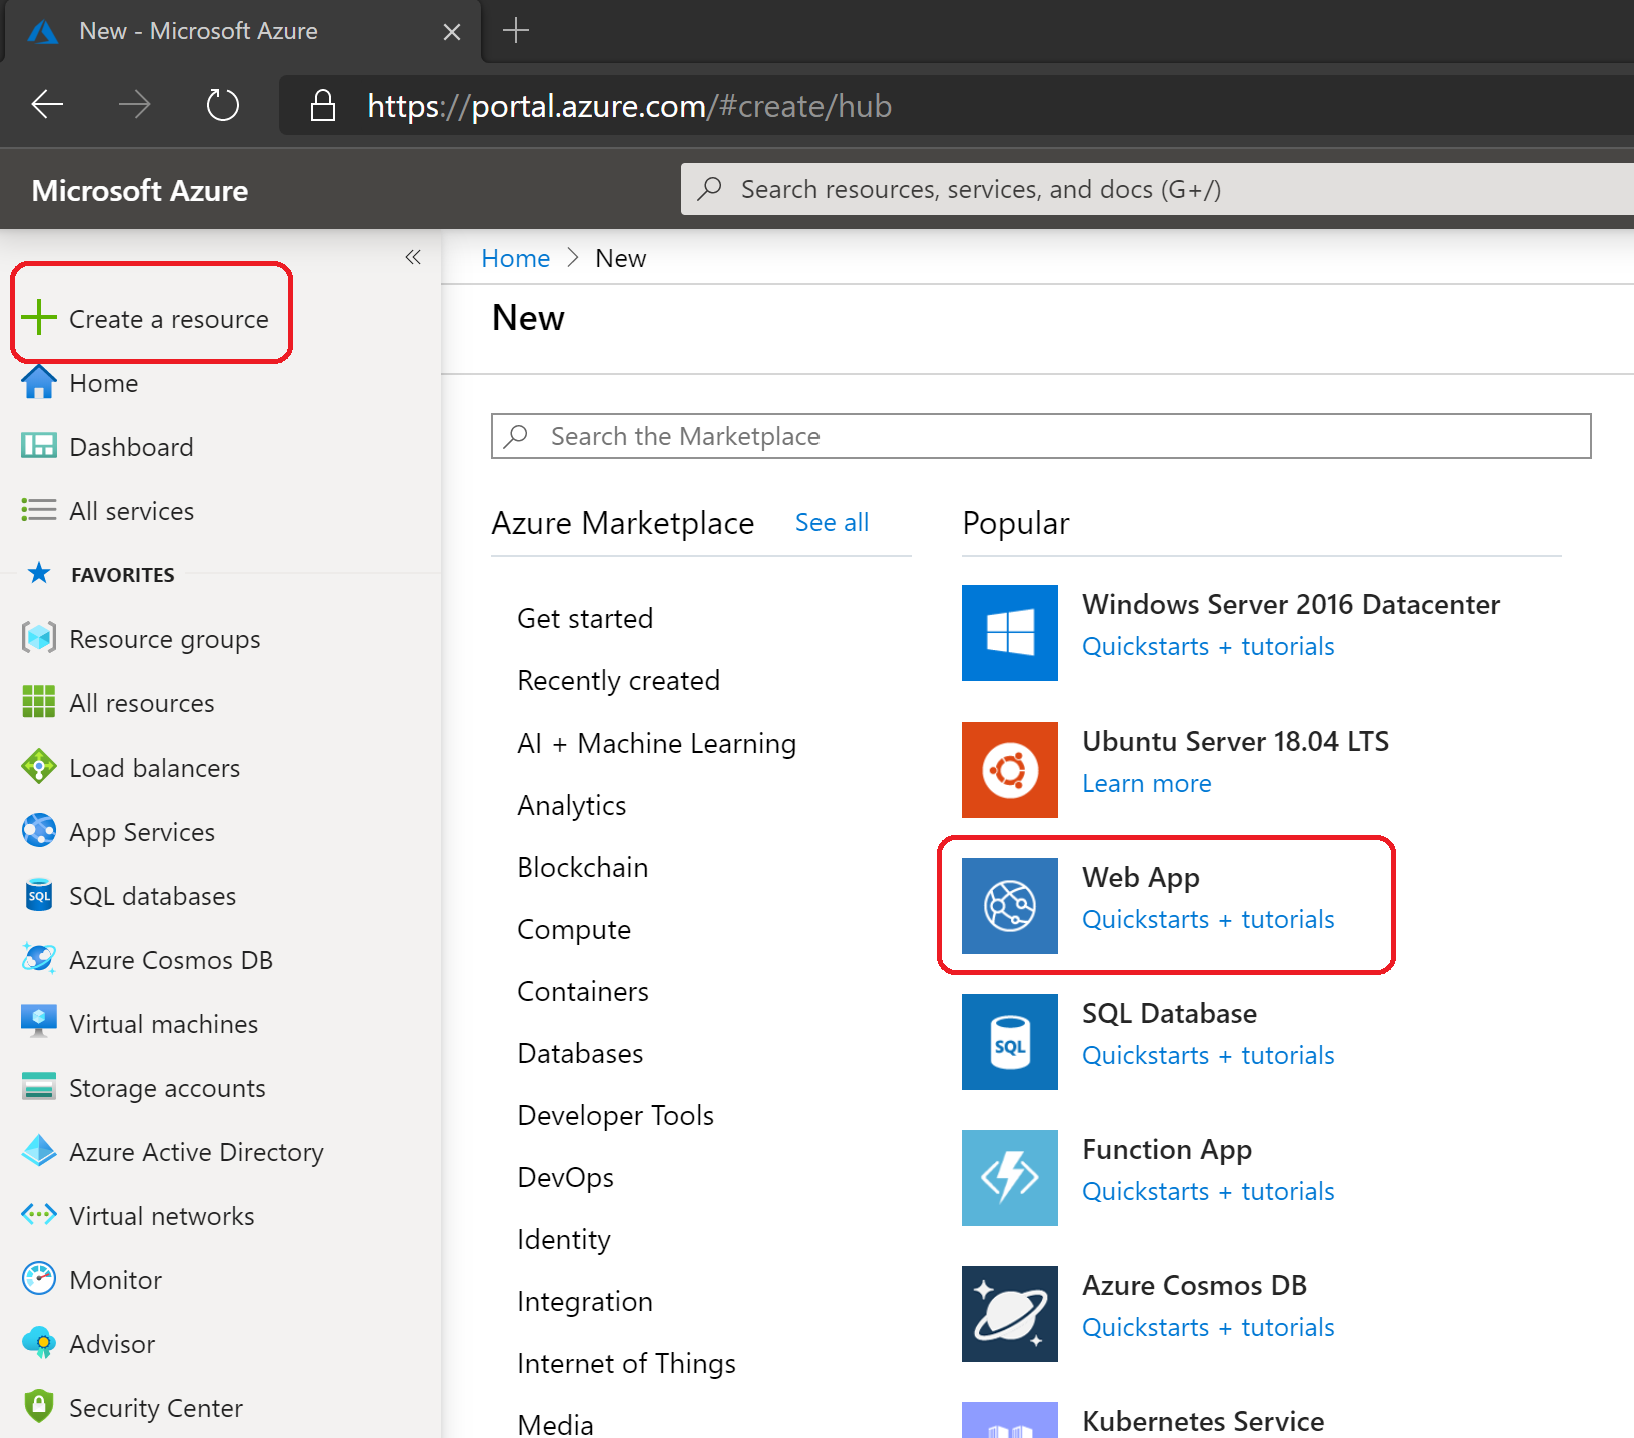 New - Microsoft Azure
https://portal.azure.com/#create/hub
Microsoft Azure
Search resources, services, and docs (G+/)
Create a resource
Home
Dashboard
All services
FAVORITES
Resource groups
All resources
Load balancers
App Services
SQL
SQL databases
Azure Cosmos DB
Virtual machines
Storage accounts
Azure Active Directory
Virtual networks
Monitor
Advisor
Security Center
Home > New
New
Search the Marketplace
Azure Marketplace See all
Get started
Recently created
AI + Machine Learning
Analytics
Blockchain
Compute
Containers
Databases
Developer Tools
DevOps
Identity
Integration
Internet of Things
Media
Popular
Windows Server 2016 Datacenter
Quickstarts + tutorials
Ubuntu Server 18.04 LTS
Learn more
Web App
Quickstarts + tutorials
SQL
SQL Database
Quickstarts + tutorials
Function App
Quickstarts + tutorials
Azure Cosmos DB
Quickstarts + tutorials
Kubernetes Service